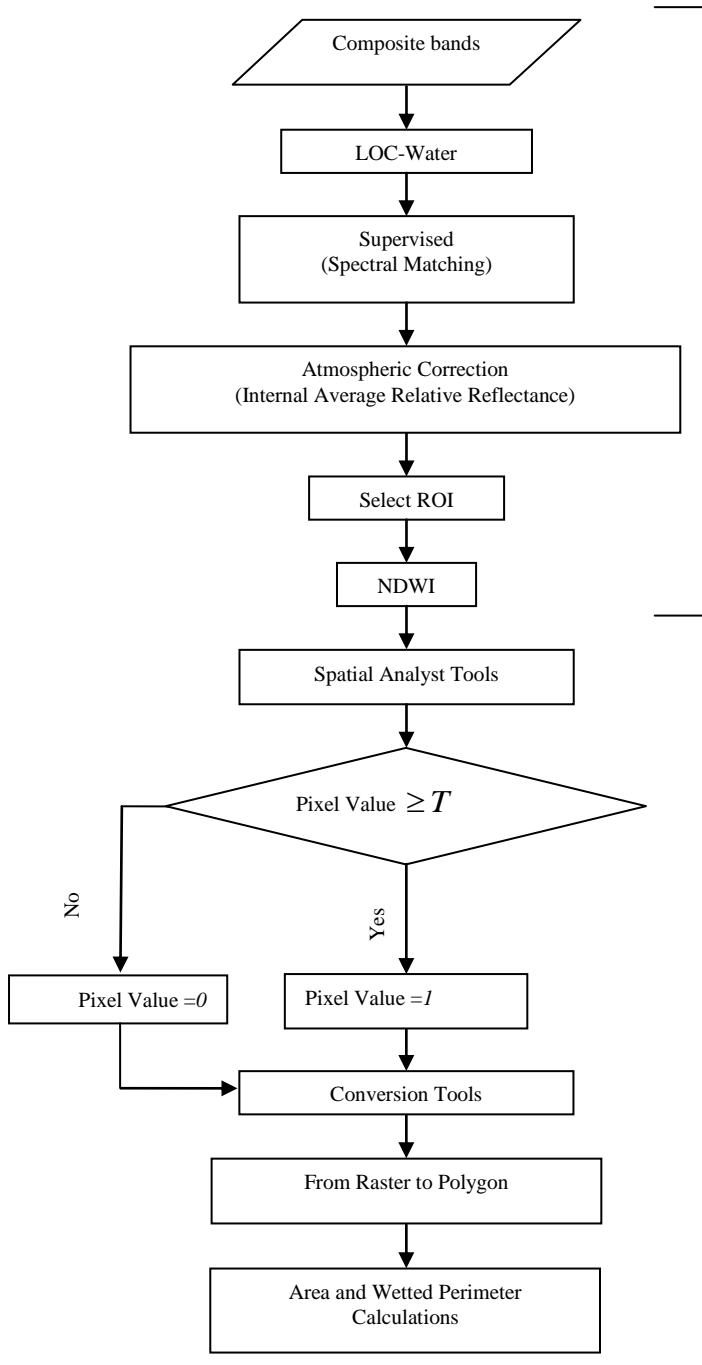 Composite bands
LOC-Water
Supervised
(Spectral Matching)
Atmospheric Correction
(Internal Average Relative Reflectance)
Select ROI
NDWI
Spatial Analyst Tools
Pixel Value ≥ T
No
Yes
Pixel Value =0
Pixel Value =1
Conversion Tools
From Raster to Polygon
Area and Wetted Perimeter
Calculations